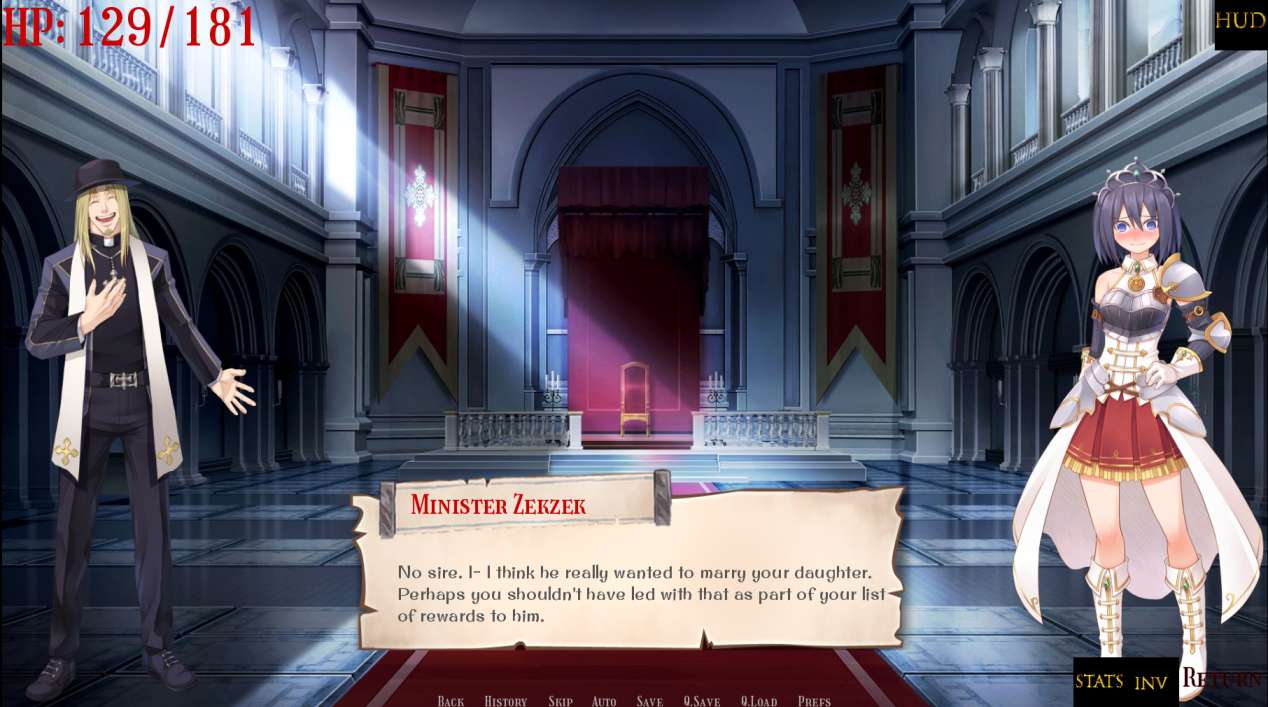 HP: 129/181
HUD
Minister Zekzek
No sire. I- I think he really wanted to marry your daughter.
Perhaps you shouldn't have led with that as part of your list
of rewards to him.
STATS INV Return
Back History Skip Auto Save Q.Save Q.Load Prefs